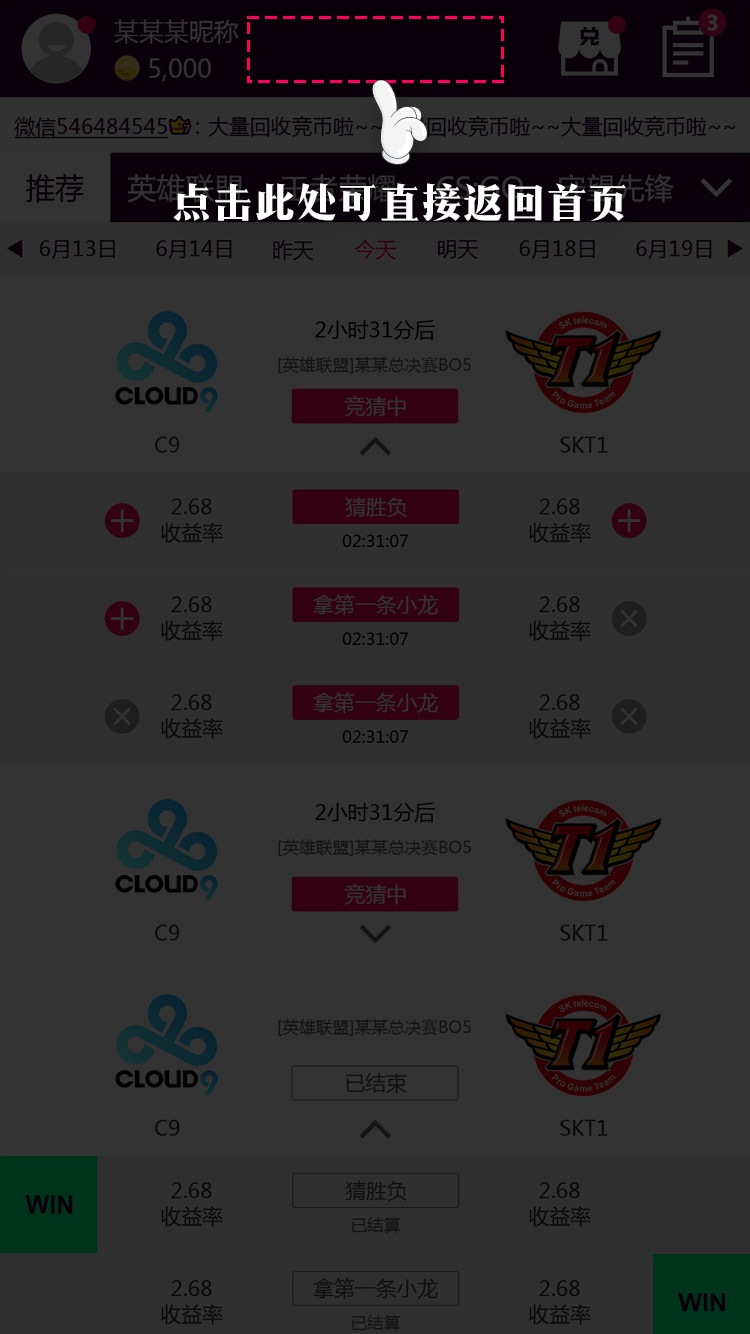 某某某昵称
5,000
兑
3
微信546484545：大量回收竞币啦~~回收竞币啦~~大量回收竞币啦~~
推荐 英雄联盟 王者荣耀 CS:GO 守望先锋
点击此处可直接返回首页
6月13日 6月14日 昨天 今天 明天 6月18日 6月19日
2小时31分后
[英雄联盟]某某总决赛BO5
竞猜中
CLOUD9
SK telecom
T1
Pro Game Team
C9 SKT1
2.68 猜胜负 2.68
收益率 02:31:07 收益率
2.68 拿第一条小龙 2.68
收益率 02:31:07 收益率
2.68 拿第一条小龙 2.68
收益率 02:31:07 收益率
2小时31分后
[英雄联盟]某某总决赛BO5
竞猜中
CLOUD9
SK telecom
T1
Pro Game Team
C9 SKT1
[英雄联盟]某某总决赛BO5
已结束
CLOUD9
SK telecom
T1
Pro Game Team
C9 SKT1
WIN 2.68 猜胜负 2.68
收益率 已结算 收益率
2.68 拿第一条小龙 2.68 WIN
收益率 已结算 收益率